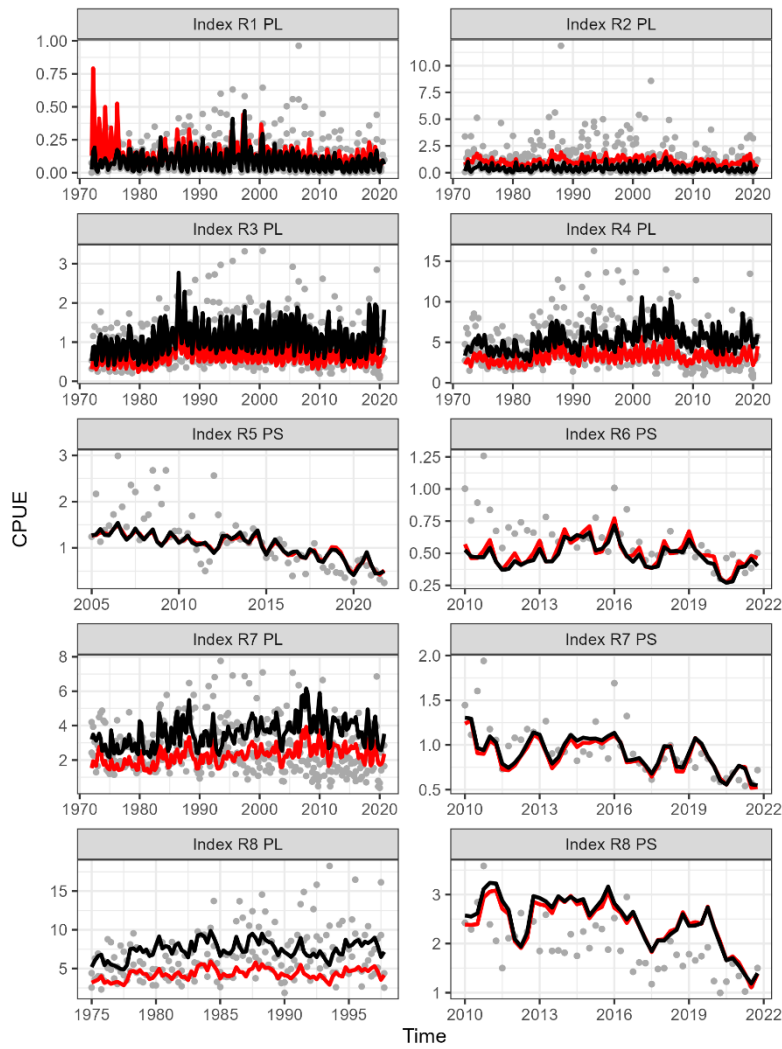 Index R1 PL
Index R2 PL
1.00
0.75
0.50
0.25
0.00
10.0
7.5
5.0
2.5
0.0
1970 1980 1990 2000 2010 2020
1970 1980 1990 2000 2010 2020
Index R3 PL
Index R4 PL
3
2
1
0
15
10
5
0
1970 1980 1990 2000 2010 2020
1970 1980 1990 2000 2010 2020
Index R5 PS
Index R6 PS
3
2
1
1.25
1.00
0.75
0.50
0.25
2005 2010 2015 2020
2010 2013 2016 2019 2022
CPUE
Index R7 PL
Index R7 PS
8
6
4
2
2.0
1.5
1.0
0.5
1970 1980 1990 2000 2010 2020
2010 2013 2016 2019 2022
Index R8 PL
Index R8 PS
15
10
5
3
2
1
1975 1980 1985 1990 1995
2010 2013 2016 2019 2022
Time